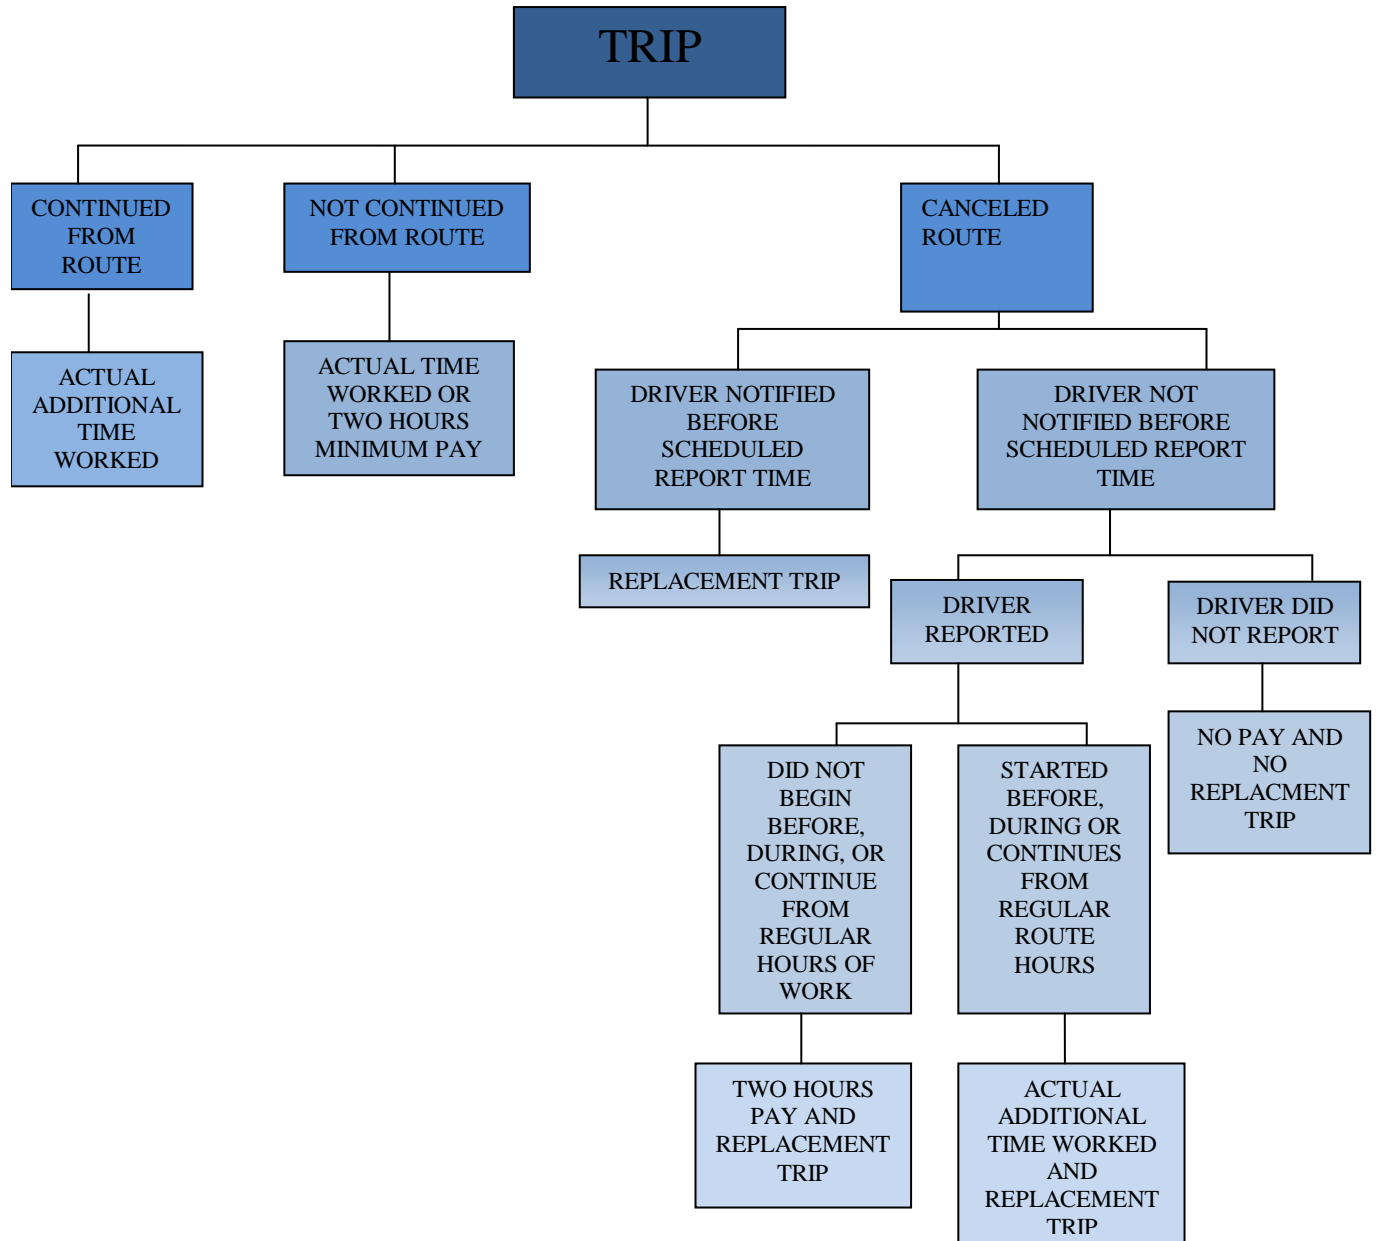 TRIP
CONTINUED
FROM
ROUTE
NOT CONTINUED
FROM ROUTE
CANCELED
ROUTE
ACTUAL
ADDITIONAL
TIME
WORKED
ACTUAL TIME
WORKED OR
TWO HOURS
MINIMUM PAY
DRIVER NOTIFIED
BEFORE
SCHEDULED
REPORT TIME
DRIVER NOT
NOTIFIED BEFORE
SCHEDULED REPORT
TIME
REPLACEMENT TRIP
DRIVER
REPORTED
DRIVER DID
NOT REPORT
DID NOT
BEGIN
BEFORE,
DURING, OR
CONTINUE
FROM
REGULAR
HOURS OF
WORK
STARTED
BEFORE,
DURING OR
CONTINUES
FROM
REGULAR
ROUTE
HOURS
NO PAY AND
NO
REPLACMENT
TRIP
TWO HOURS
PAY AND
REPLACEMENT
TRIP
ACTUAL
ADDITIONAL
TIME WORKED
AND
REPLACEMENT
TRIP